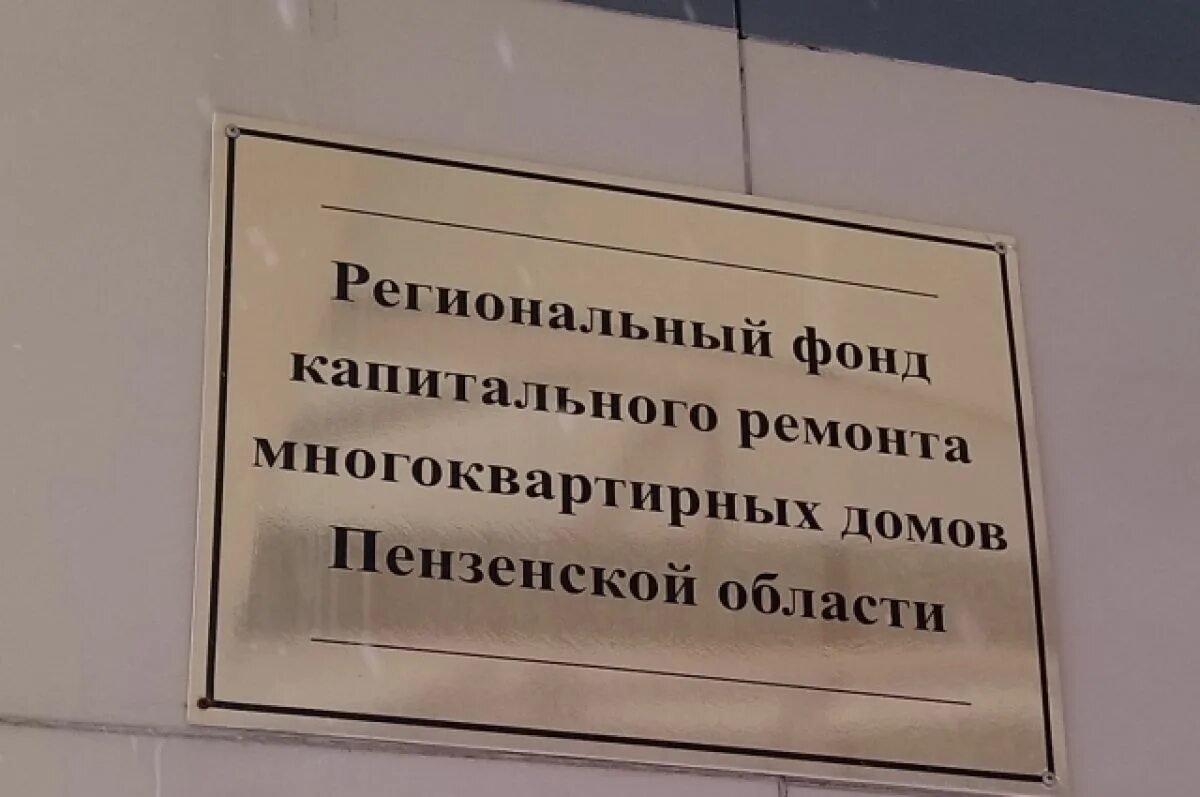 Региональный фонд
капитального ремонта
многоквартирных домов
Пензенской области